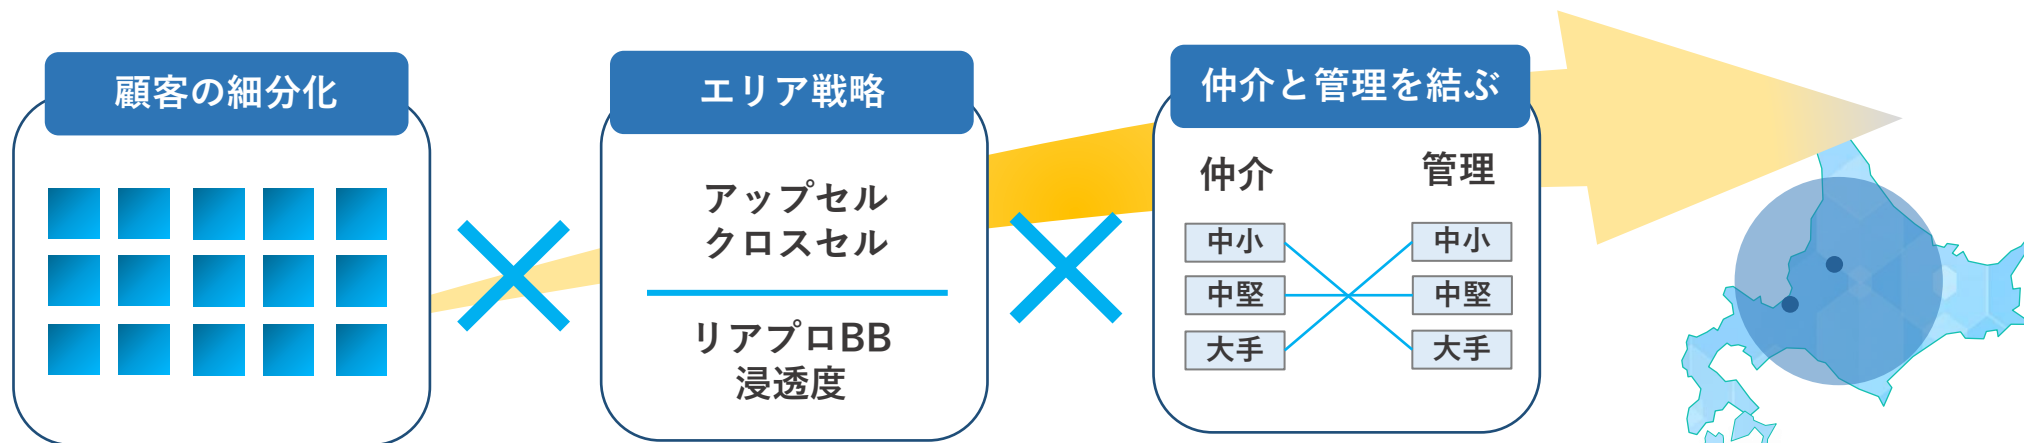 顧客の細分化
エリア戦略
アップセル
クロスセル
リアプロBB
浸透度
仲介と管理を結ぶ
仲介
管理
中小
中小
中堅
中堅
大手
大手